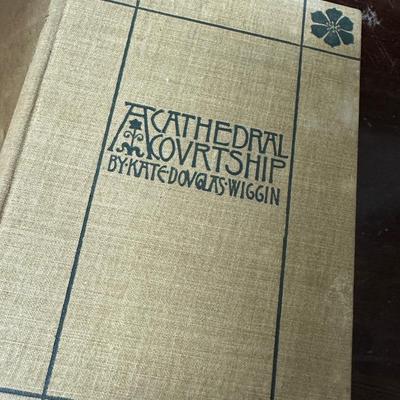 A CATHEDRAL
COVRTSHIP
BY·KATE·DOVGLAS·WIGGIN